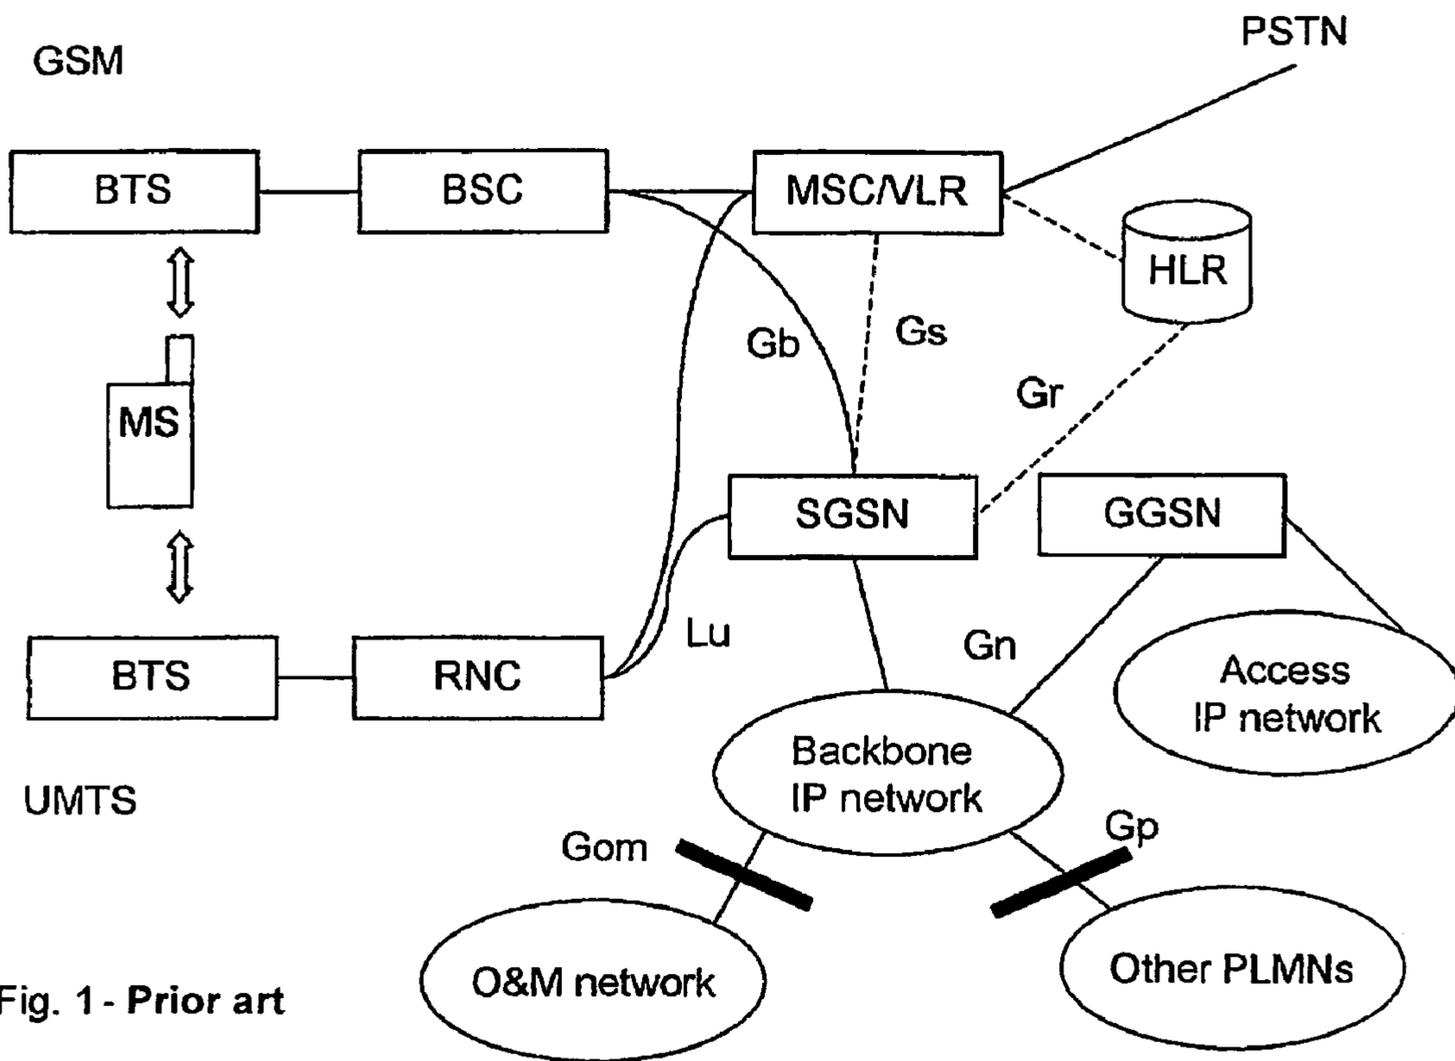 GSM
PSTN
BTS
BSC
MSC/VLR
HLR
Gb
Gs
Gr
MS
SGSN
GGSN
BTS
RNC
Lu
Gn
Access
IP network
Backbone
IP network
UMTS
Gom
Gp
O&M network
Other PLMNs
Fig. 1 - Prior art